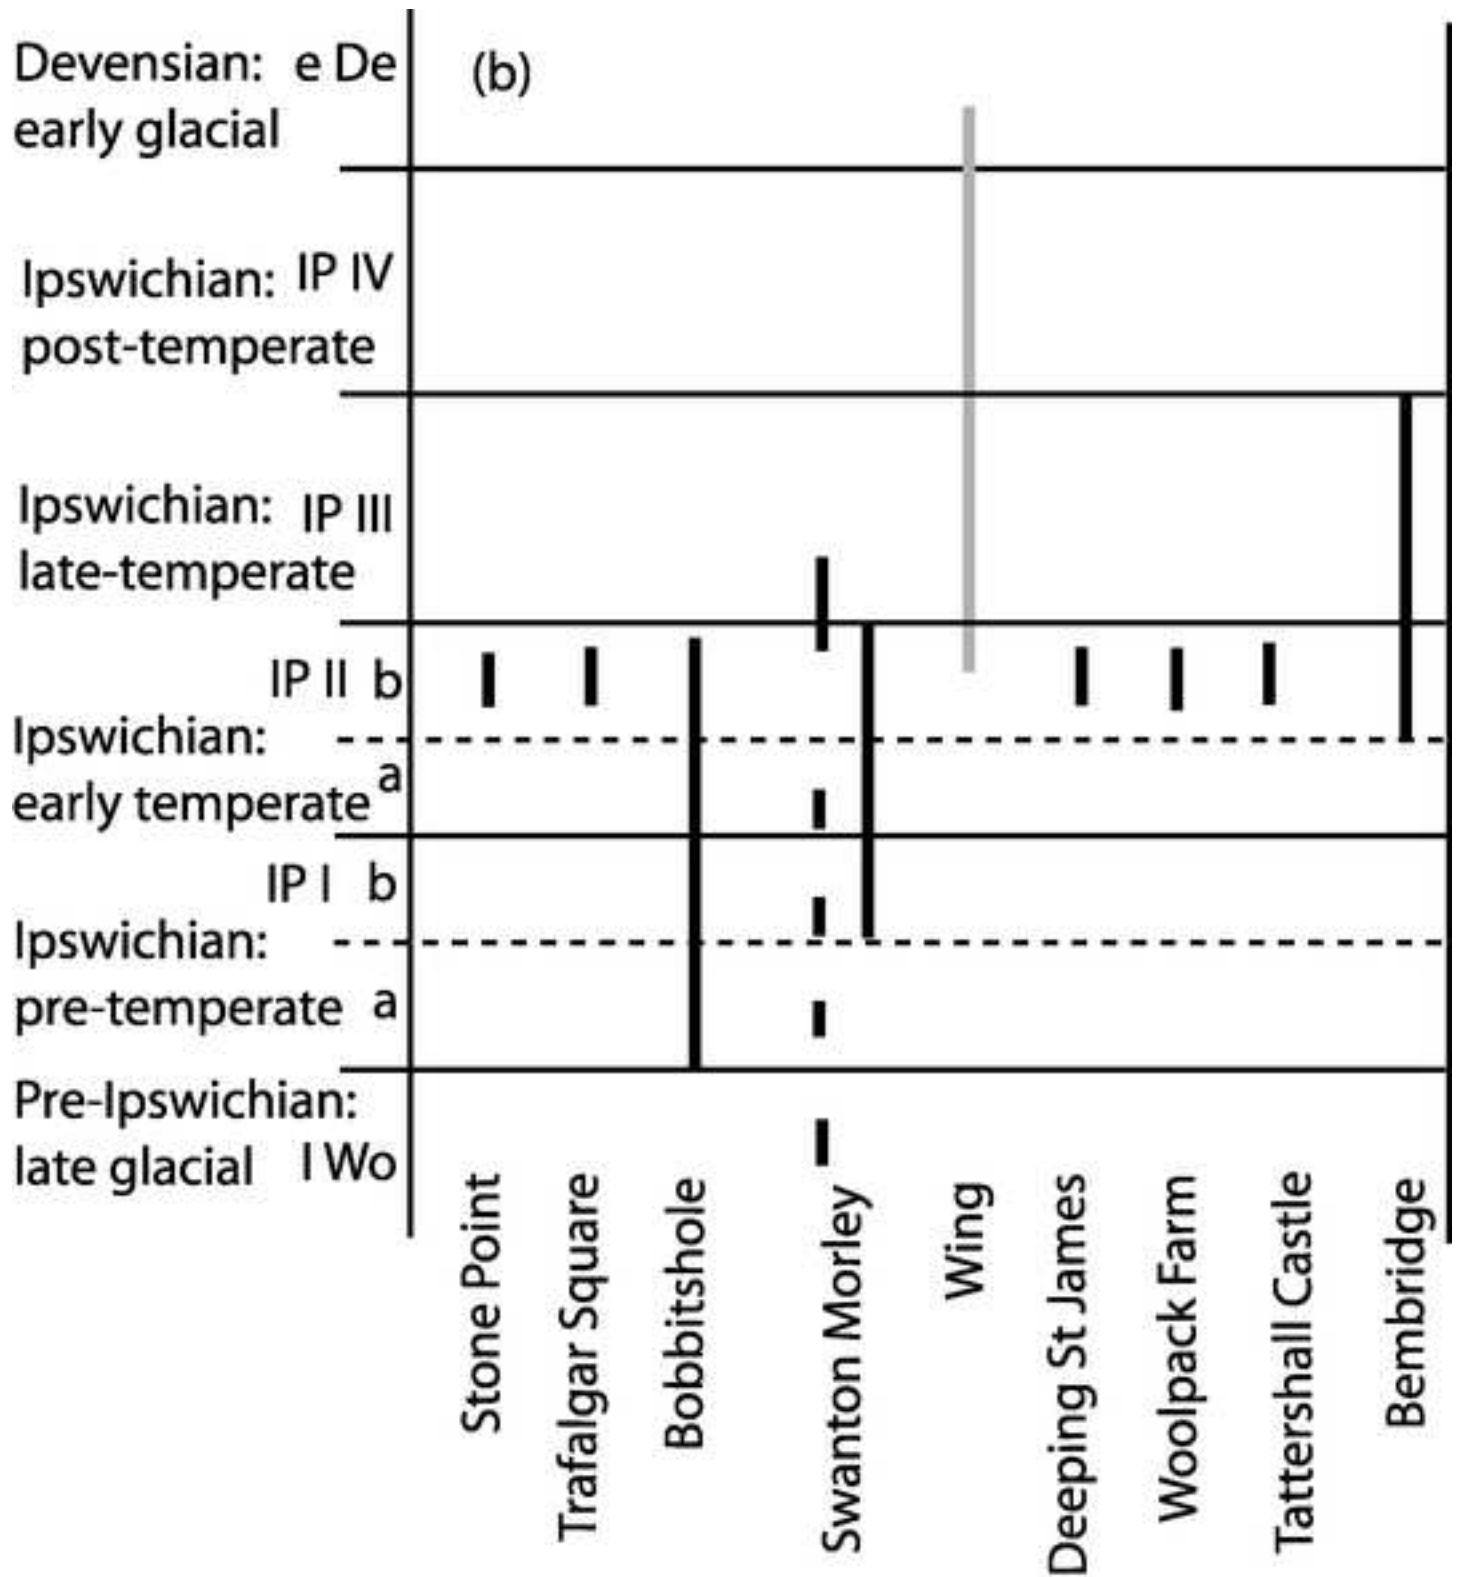 Devensian: e De
early glacial
(b)
Ipswichian: IP IV
post-temperate
Ipswichian: IP III
late-temperate
IP II b
Ipswichian:
early temperate a
IP I b
Ipswichian:
pre-temperate a
Pre-Ipswichian:
late glacial l Wo
Stone Point
Trafalgar Square
Bobbitshole
Swanton Morley
Wing
Deeping St James
Woolpack Farm
Tattershall Castle
Bembridge